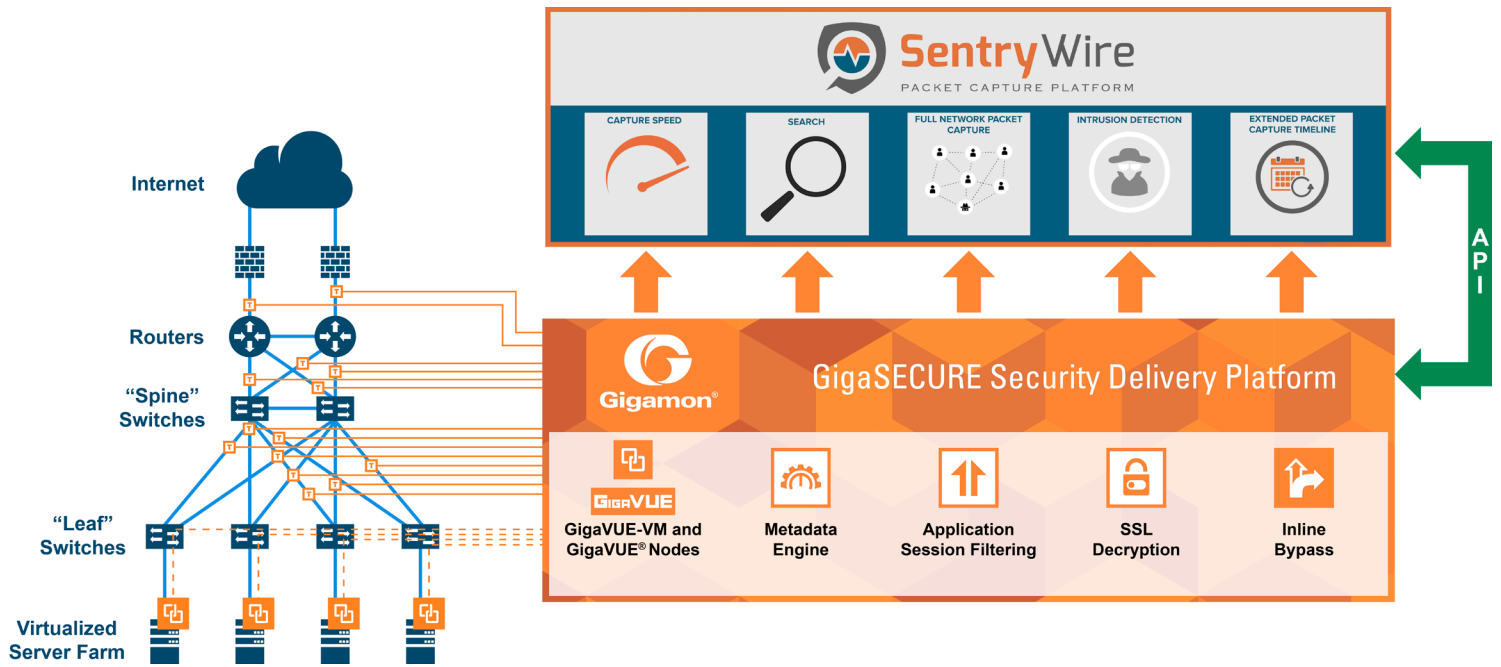 SentryWire
PACKET CAPTURE PLATFORM
CAPTURE SPEED
SEARCH
FULL NETWORK PACKET
CAPTURE
INTRUSION DETECTION
EXTENDED PACKET
CAPTURE TIMELINE
API
Internet
Routers
“Spine”
Switches
“Leaf”
Switches
Virtualized
Server Farm
T
T
T
T
T
T
T
T
T
T
T
T
T
T
Gigamon®
GigaSECURE Security Delivery Platform
GIGAVUE
GigaVUE-VM and
GigaVUE® Nodes
Metadata
Engine
Application
Session Filtering
SSL
Decryption
Inline
Bypass